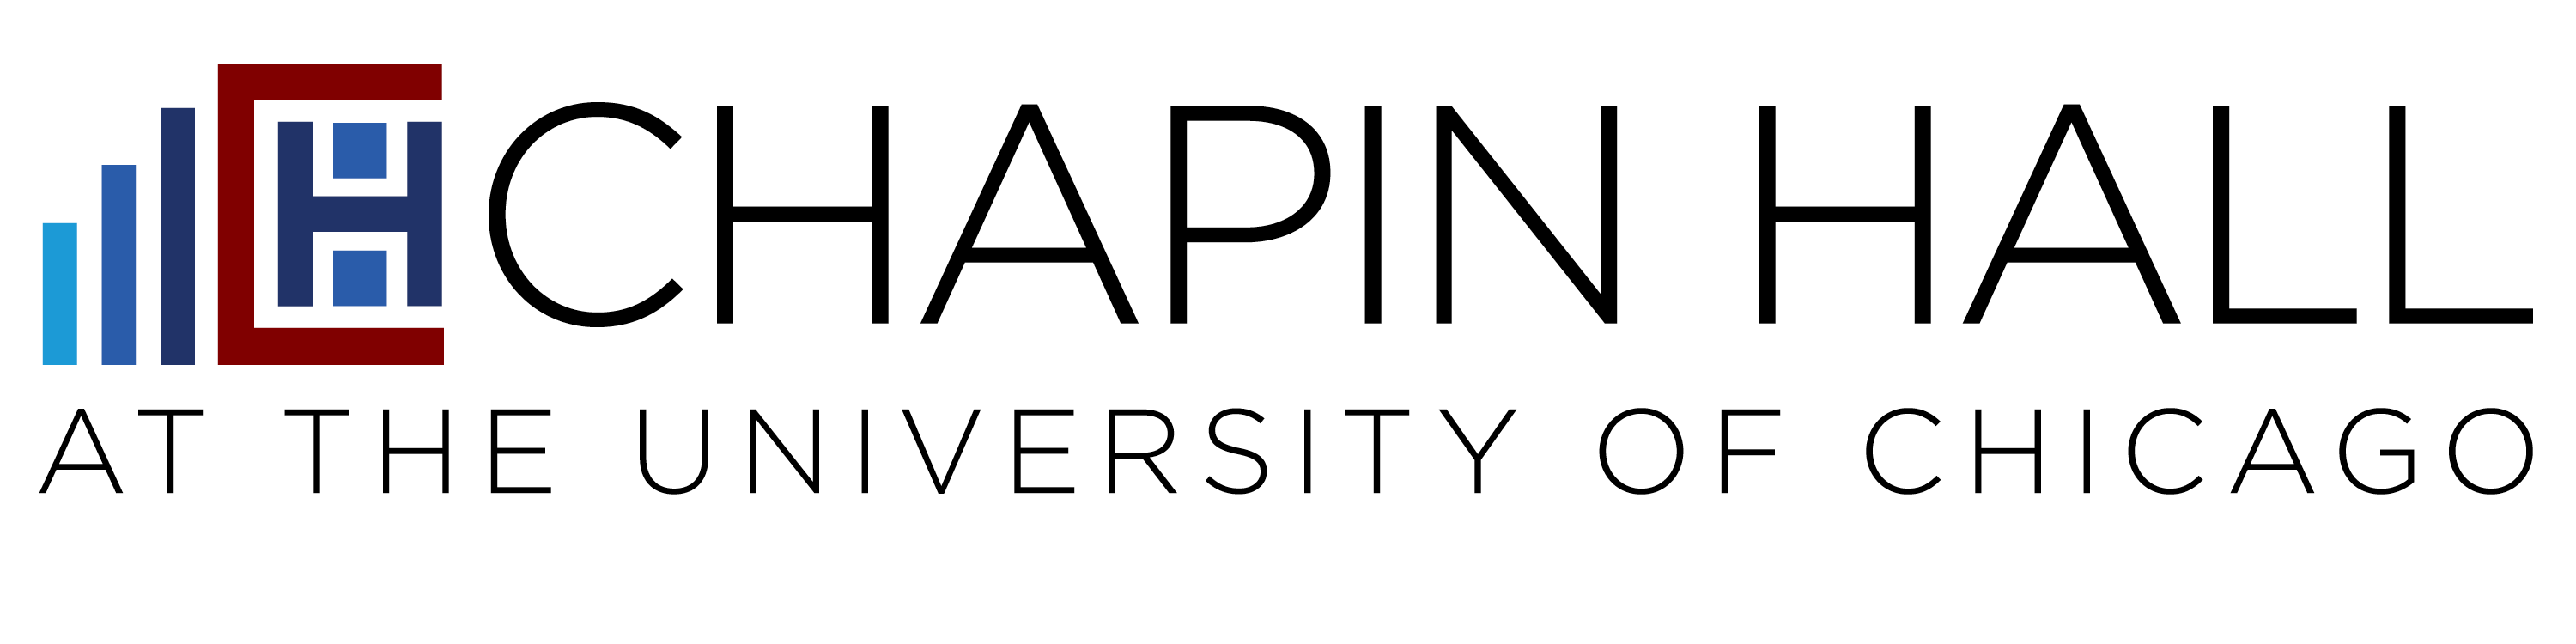 CHAPIN HALL
AT THE UNIVERSITY OF CHICAGO